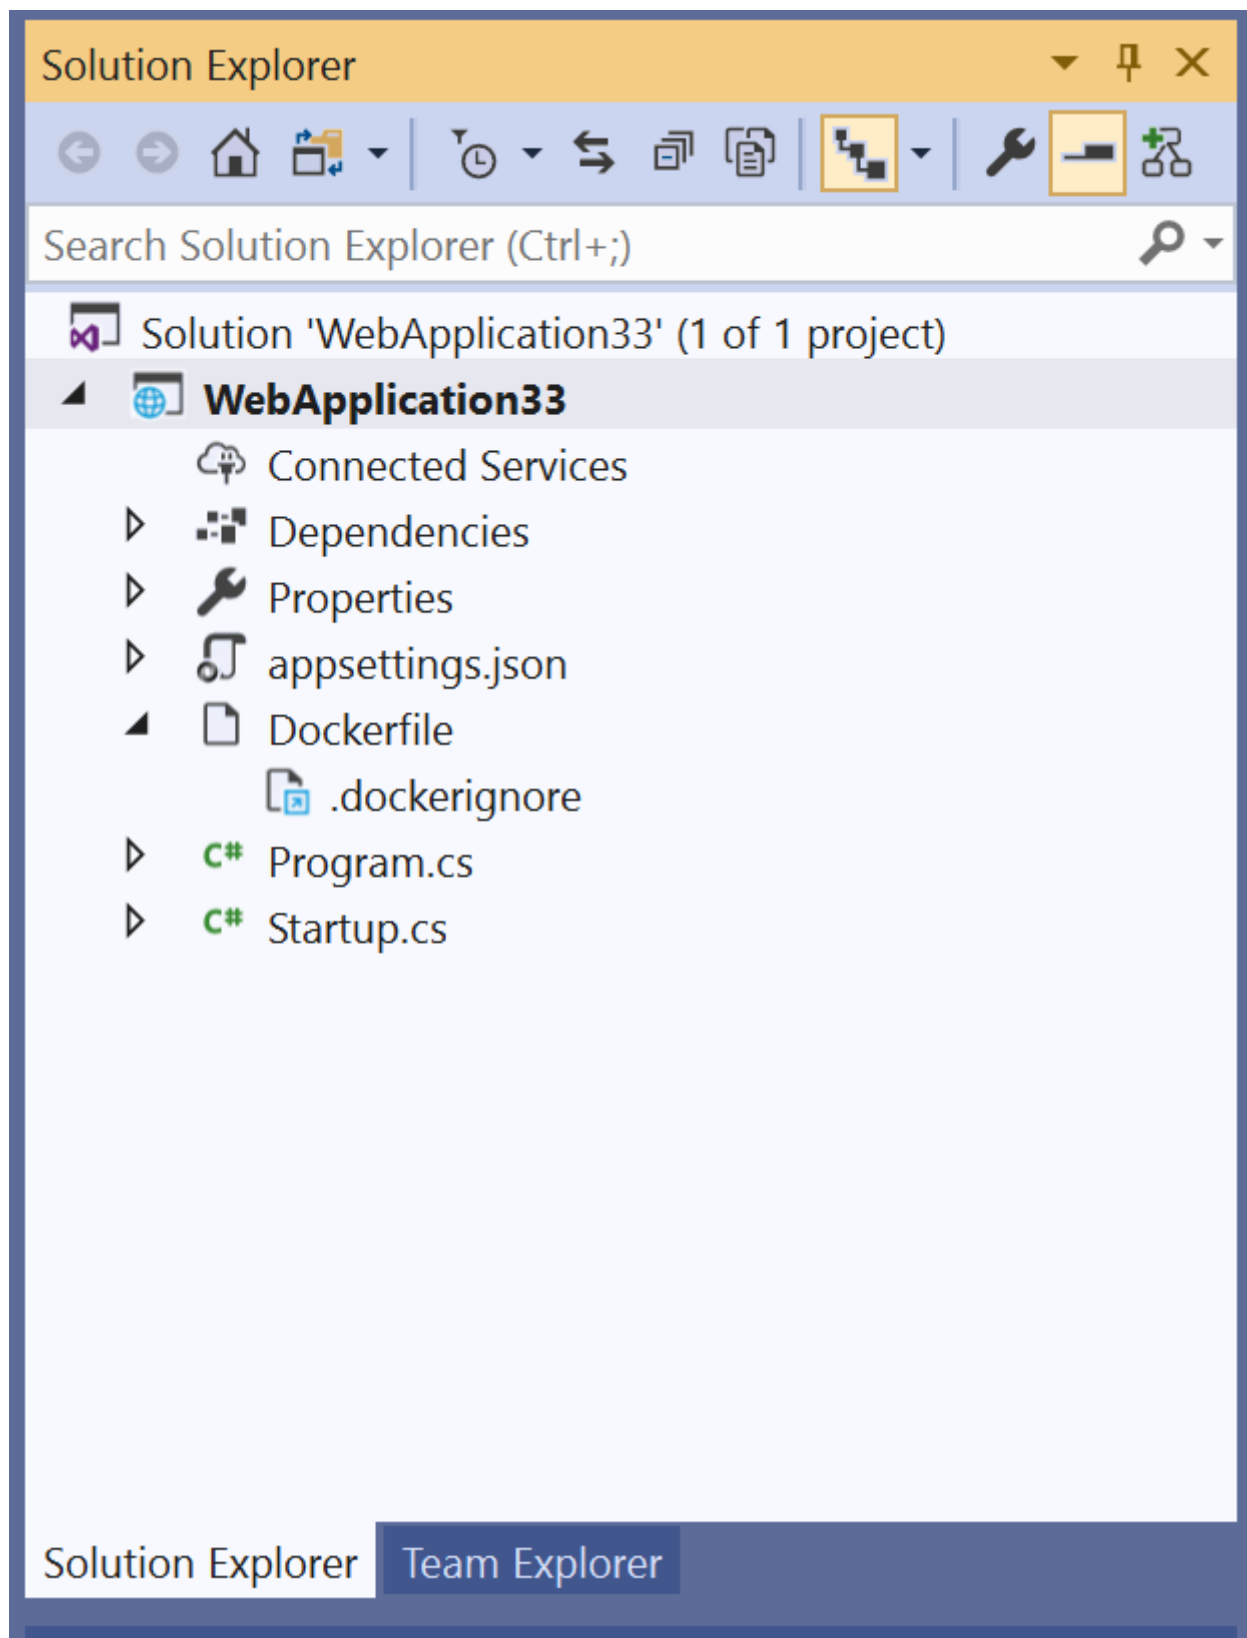 Solution Explorer
Search Solution Explorer (Ctrl+;)
Solution 'WebApplication33' (1 of 1 project)
WebApplication33
Connected Services
Dependencies
Properties
appsettings.json
Dockerfile
.dockerignore
C# Program.cs
C# Startup.cs
Solution Explorer Team Explorer